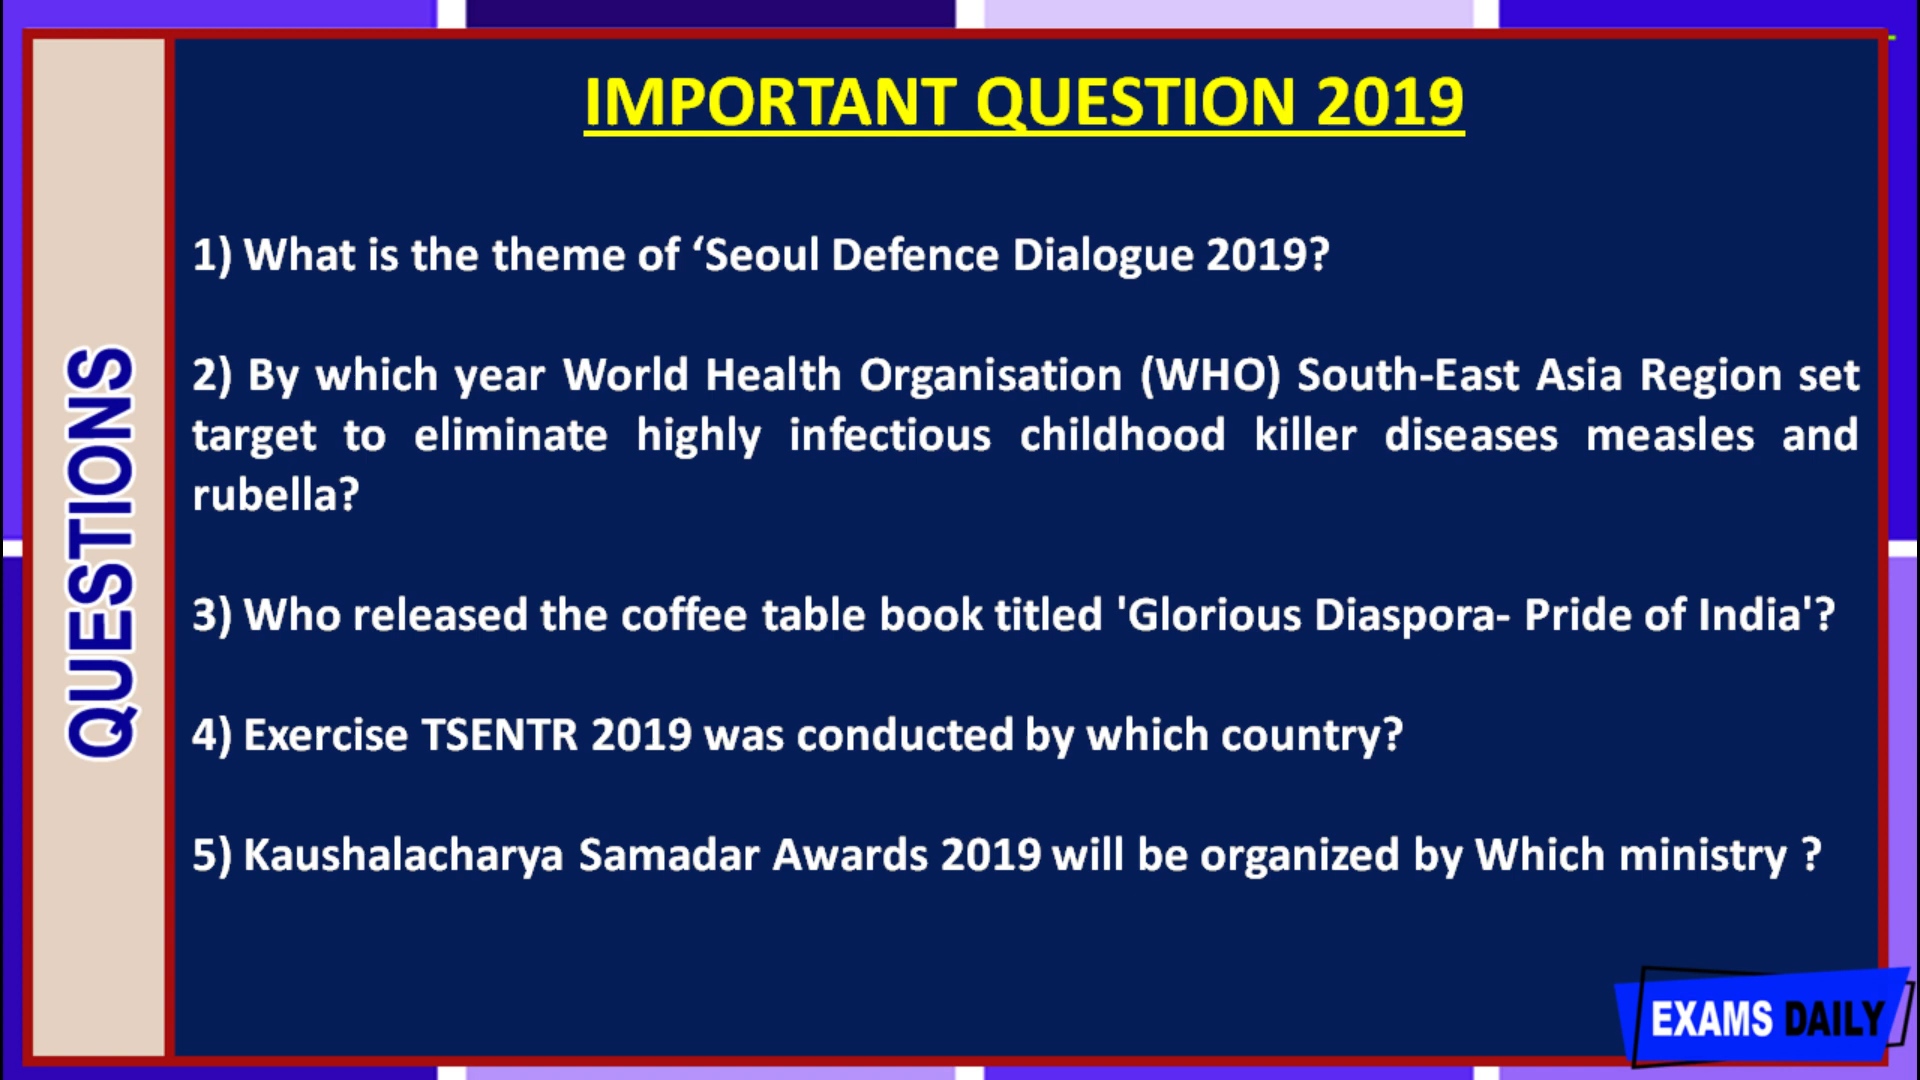 IMPORTANT QUESTION 2019
QUESTIONS
1) What is the theme of ‘Seoul Defence Dialogue 2019?
2) By which year World Health Organisation (WHO) South-East Asia Region set
target to eliminate highly infectious childhood killer diseases measles and
rubella?
3) Who released the coffee table book titled 'Glorious Diaspora- Pride of India'?
4) Exercise TSENTR 2019 was conducted by which country?
5) Kaushalacharya Samadar Awards 2019 will be organized by Which ministry ?
EXAMS DAILY